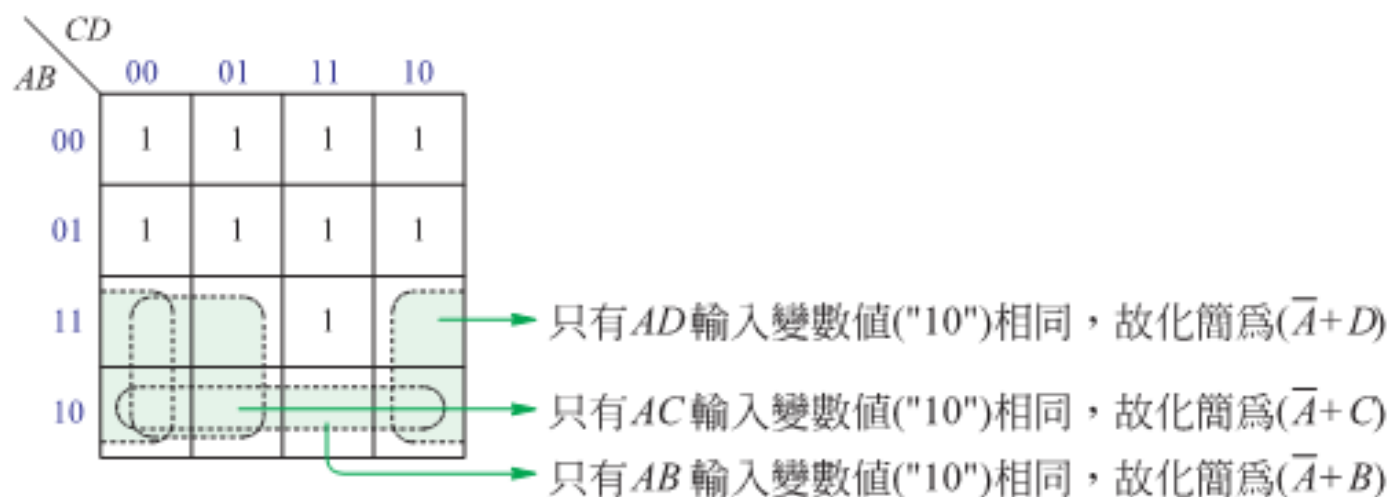 CD
AB 00 01 11 10
00 1 1 1 1
01 1 1 1 1
11 1 只有AD輸入變數値("10")相同，故化簡爲(A̅+D)
10 只有AC輸入變數値("10")相同，故化簡爲(A̅+C)
只有AB輸入變數値("10")相同，故化簡爲(A̅+B)